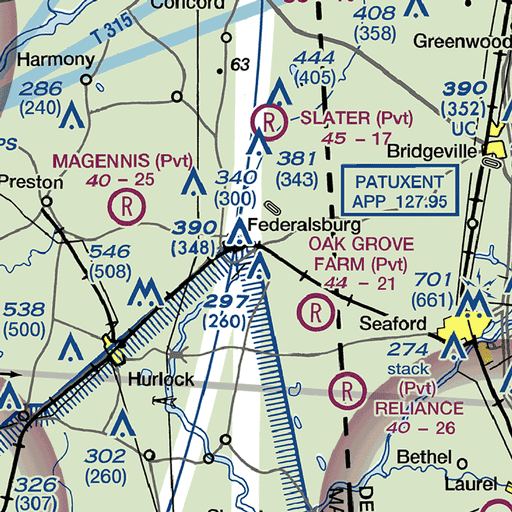 Concord
T 315
408
(358)
Greenwood
Harmony
63
444
(405)
286
(240)
390
(352)
UC
R
SLATER (Pvt)
45 - 17
Bridgeville
PS
MAGENNIS (Pvt)
40 - 25
381
(343)
Preston
R
340
(300)
PATUXENT
APP 127.95
390
(348)
Federalsburg
OAK GROVE
FARM (Pvt)
44 - 21
546
(508)
701
(661)
297
(260)
R
538
(500)
Seaford
274
stack
(Pvt)
Hurlock
R
RELIANCE
40 - 26
302
(260)
Bethel
326
(307)
Laurel
DE
MA